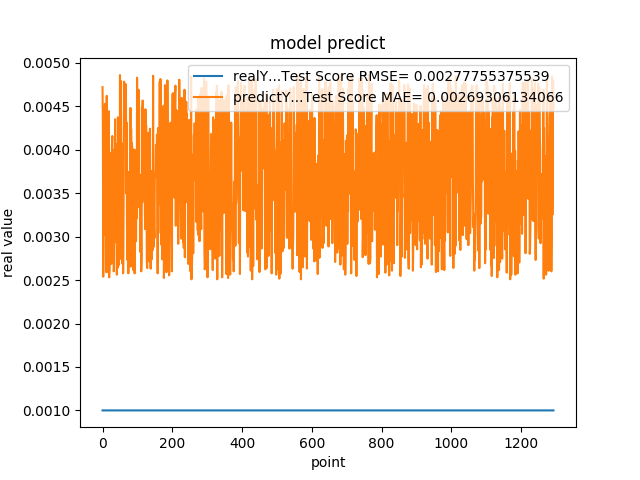 model predict
realY...Test Score RMSE= 0.00277755375539
predictY...Test Score MAE= 0.00269306134066
0.0050
0.0045
0.0040
0.0035
0.0030
0.0025
0.0020
0.0015
0.0010
real value
0 200 400 600 800 1000 1200
point